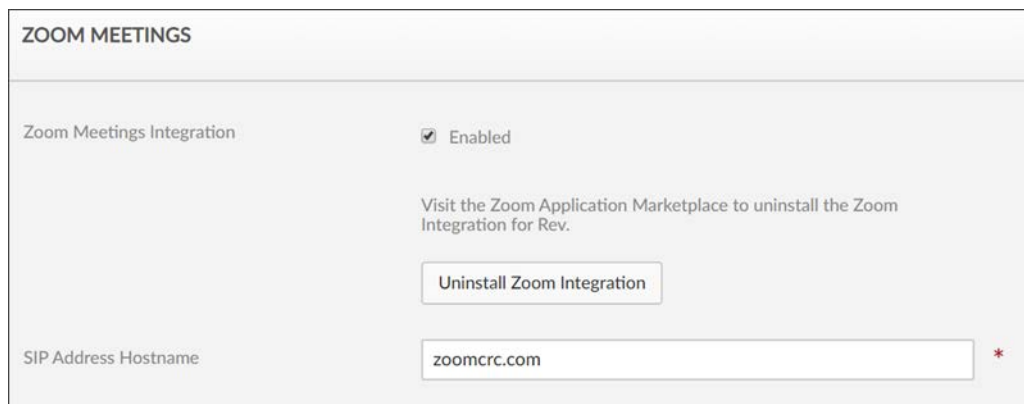 ZOOM MEETINGS
Zoom Meetings Integration
Enabled
Visit the Zoom Application Marketplace to uninstall the Zoom
Integration for Rev.
Uninstall Zoom Integration
SIP Address Hostname
zoomcrc.com *